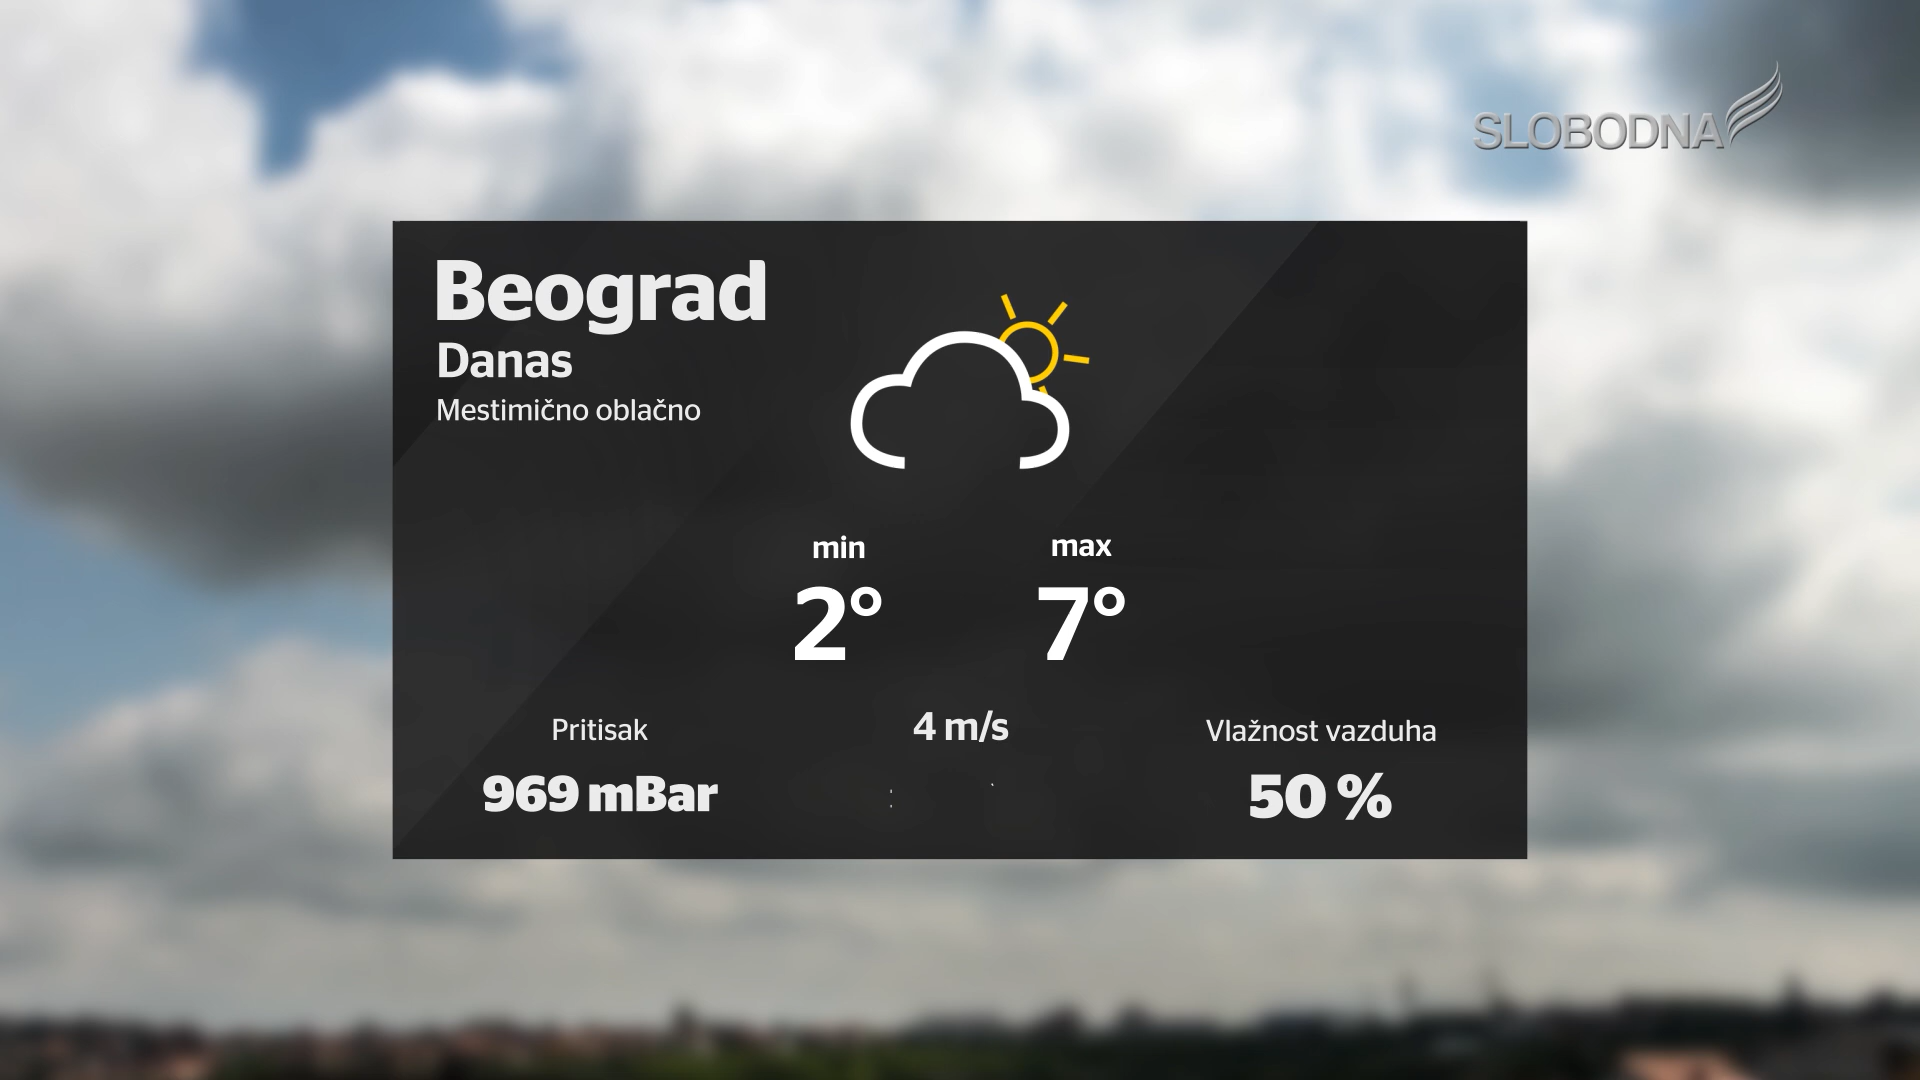 SLOBODNA
Beograd
Danas
Mestimično oblačno
min
max
2°
7°
Pritisak
4 m/s
Vlažnost vazduha
969 mBar
50 %